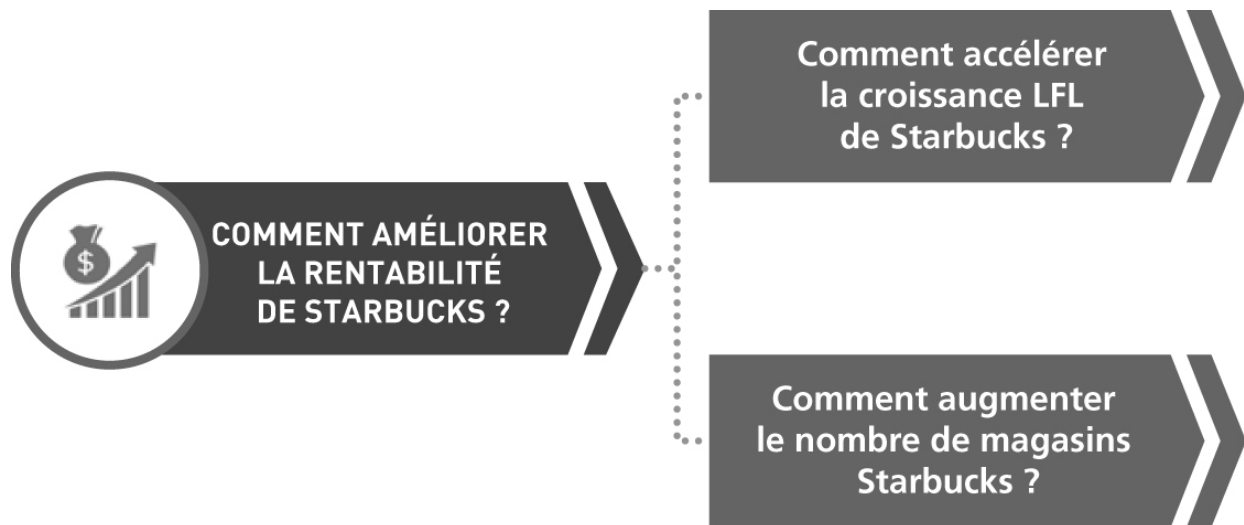 COMMENT AMÉLIORER
LA RENTABILITÉ
DE STARBUCKS ?
Comment accélérer
la croissance LFL
de Starbucks ?
Comment augmenter
le nombre de magasins
Starbucks ?
$